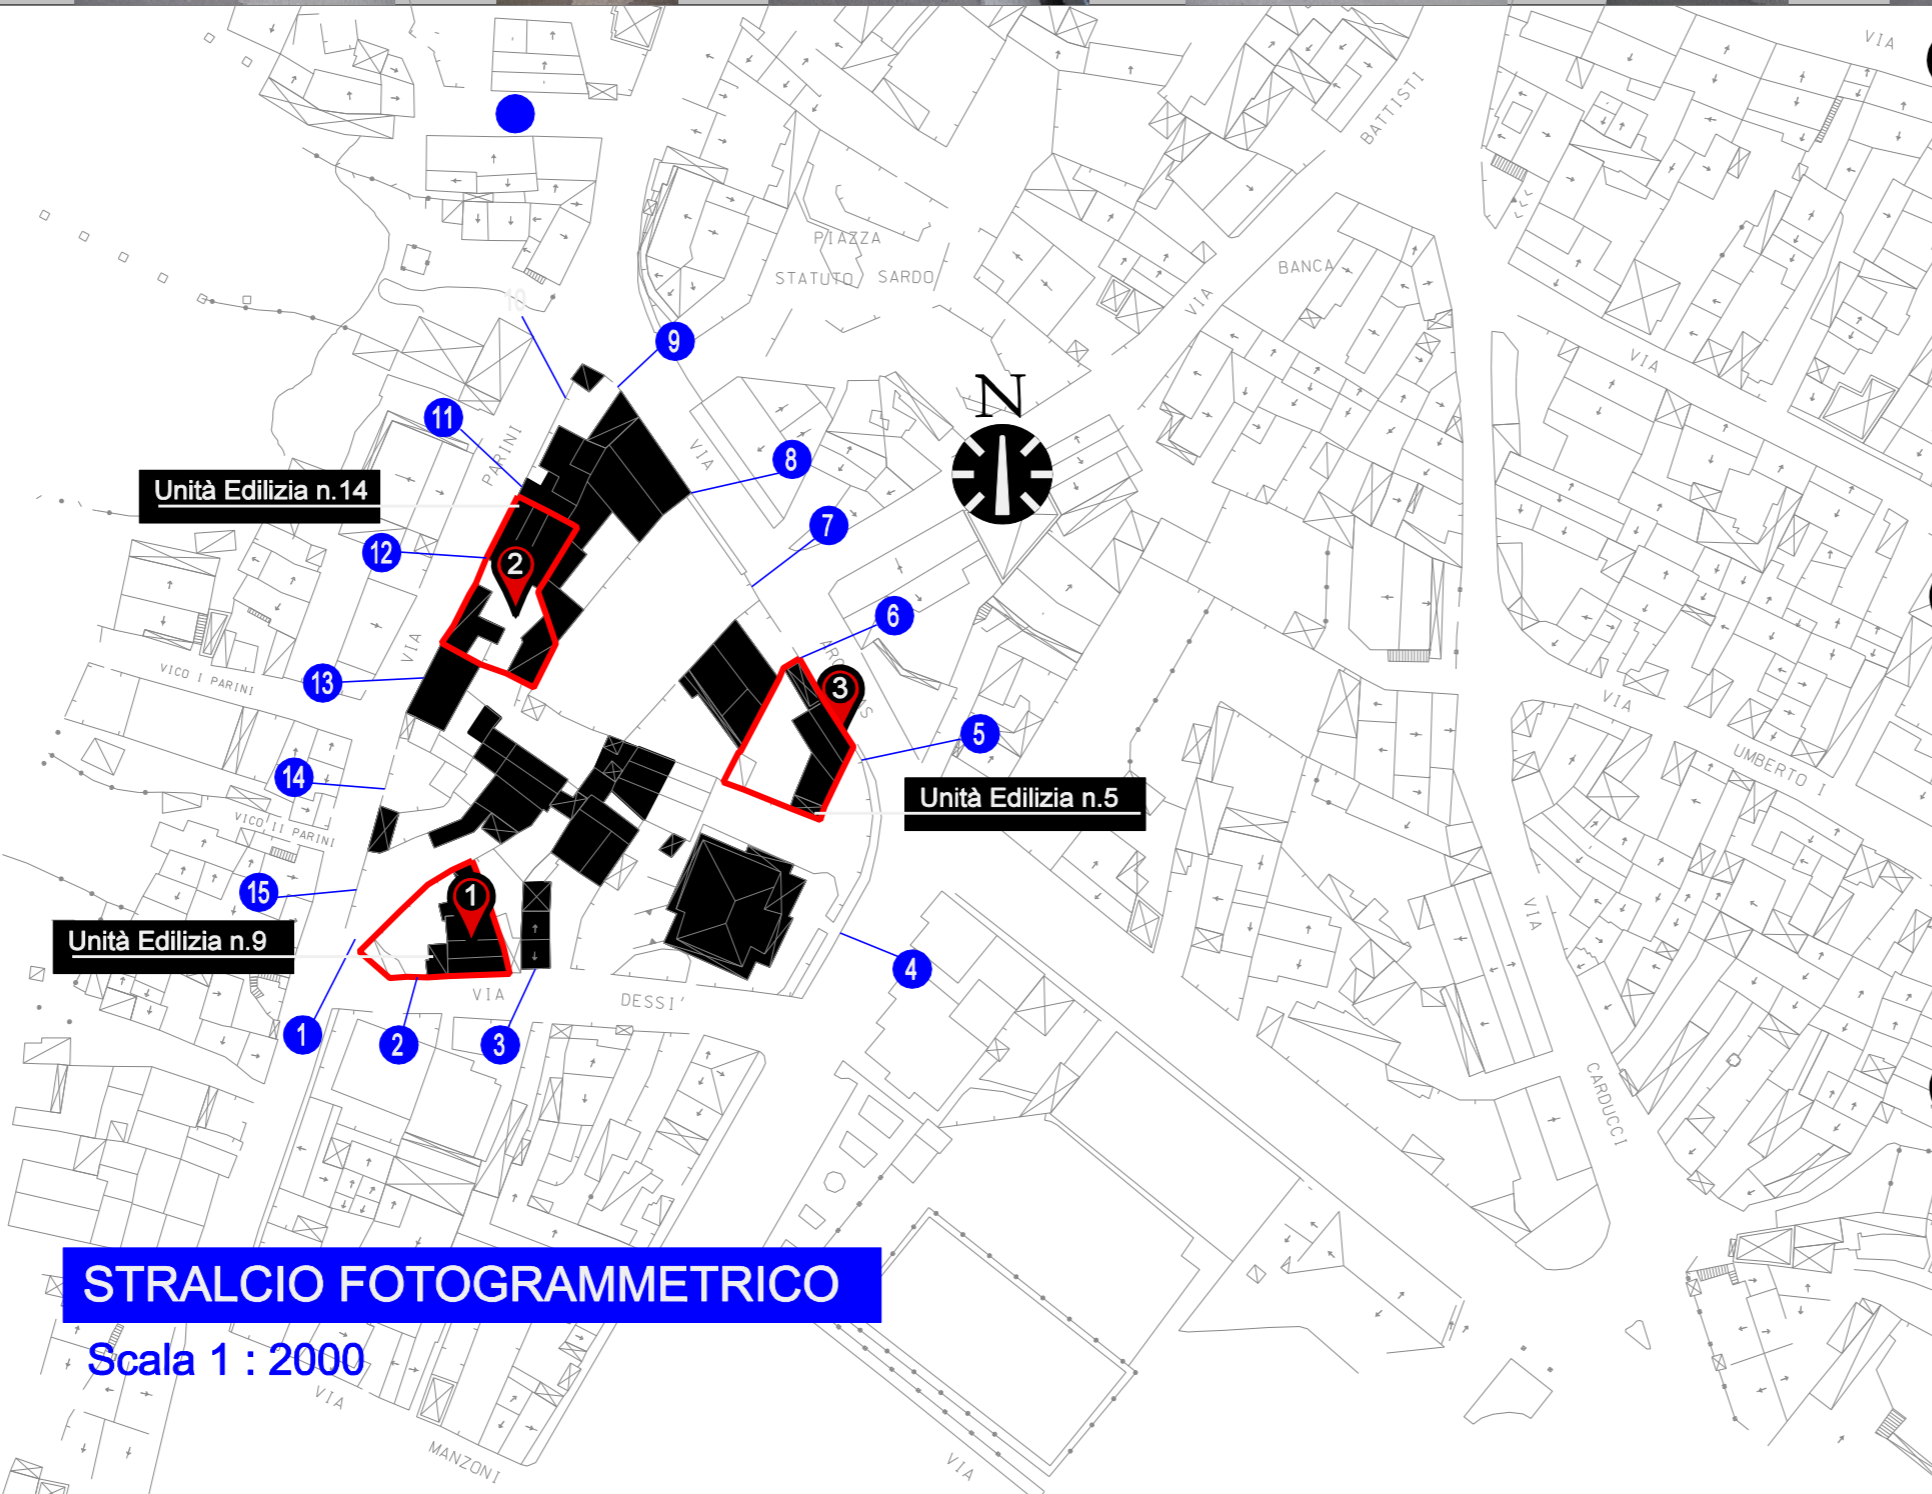 VIA
BATTISTI
PIAZZA
STATUTO SARDO
BANCA
VIA
10
9
VIA
N
11
PARINI
VIA
8
Unità Edilizia n.14
7
12
2
6
VIA
VICO I PARINI
13
3
VIA
5
UMBERTO I
14
Unità Edilizia n.5
VICO II PARINI
15
1
VIA
Unità Edilizia n.9
4
VIA
DESSI'
1
2
3
CARDUCCI
STRALCIO FOTOGRAMMETRICO
Scala 1 : 2000
VIA
MANZONI
VIA